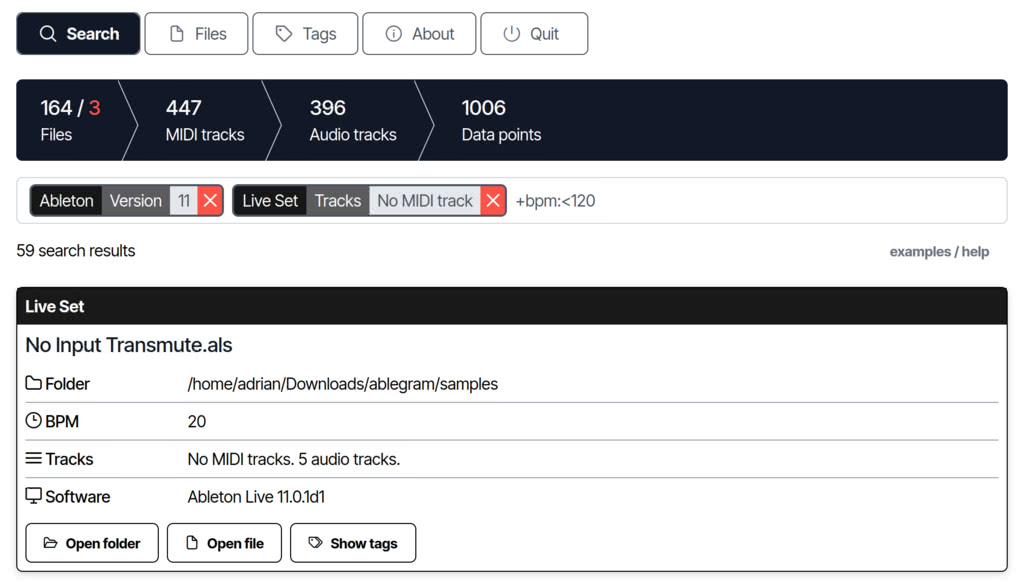 Search Files Tags About Quit
164 / 3 447 396 1006
Files MIDI tracks Audio tracks Data points
Ableton Version 11 Live Set Tracks No MIDI track +bpm:<120
59 search results examples / help
Live Set
No Input Transmute.als
Folder /home/adrian/Downloads/ablegram/samples
BPM 20
Tracks No MIDI tracks. 5 audio tracks.
Software Ableton Live 11.0.1d1
Open folder Open file Show tags